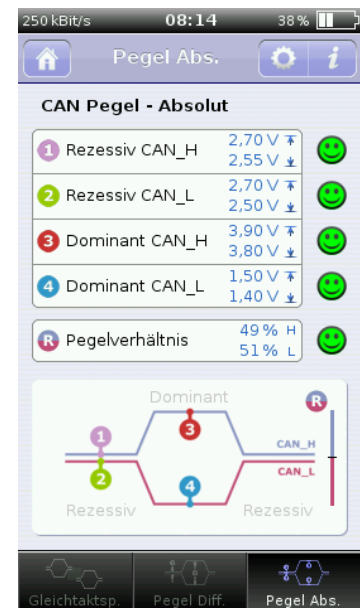 250 kBit/s 08:14 38%
Pegel Abs. i
CAN Pegel - Absolut
1 Rezessiv CAN_H 2,70 V
2,55 V
2 Rezessiv CAN_L 2,70 V
2,50 V
3 Dominant CAN_H 3,90 V
3,80 V
4 Dominant CAN_L 1,50 V
1,40 V
R Pegelverhältnis 49% H
51% L
Dominant R
1 3 CAN_H
2 4 CAN_L
Rezessiv Rezessiv
Gleichtaktsp. Pegel Diff. Pegel Abs.